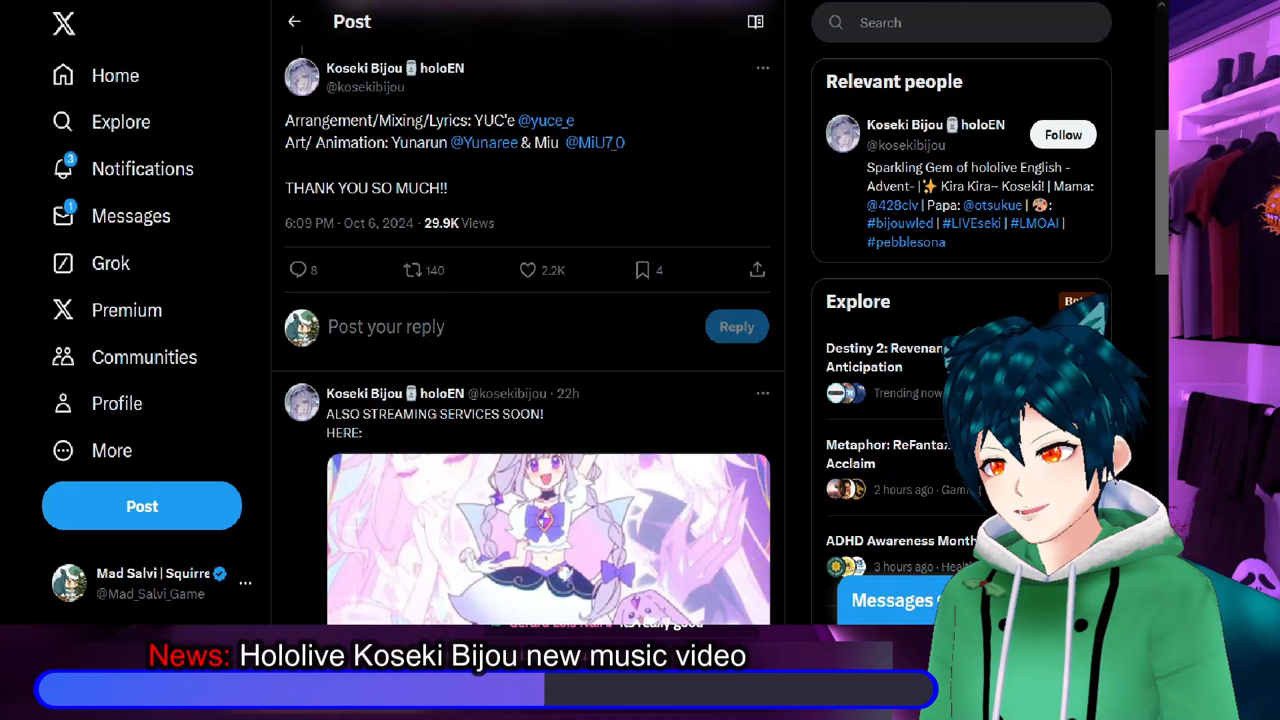 Home
Explore
3
Notifications
1
Messages
Grok
Premium
Communities
Profile
More
Post
Mad Salvi | Squirre
@Mad_Salvi_Game
Post
Koseki Bijou🗿holoEN
@kosekibijou
Arrangement/Mixing/Lyrics: YUC'e @yuce_e
Art/ Animation: Yunarun @Yunaree & Miu @MiU7_0
THANK YOU SO MUCH!!
6:09 PM · Oct 6, 2024 · 29.9K Views
8
140
2.2K
4
Post your reply
Reply
Koseki Bijou🗿holoEN @kosekibijou · 22h
ALSO STREAMING SERVICES SOON!
HERE:
Search
Relevant people
Koseki Bijou🗿holoEN
@kosekibijou
Follow
Sparkling Gem of hololive English -
Advent- |✨ Kira Kira~ Koseki! | Mama:
@428clv | Papa: @otsukue | 🎨:
#bijouwled | #LIVEseki | #LMOAI |
#pebblesona
Explore
Destiny 2:
Anticipation
Trending now
Metaphor:
Acclaim
2 hours ago ·
ADHD Awareness Month
3 hours ago ·
Messages
really good
News: Hololive Koseki Bijou new music video